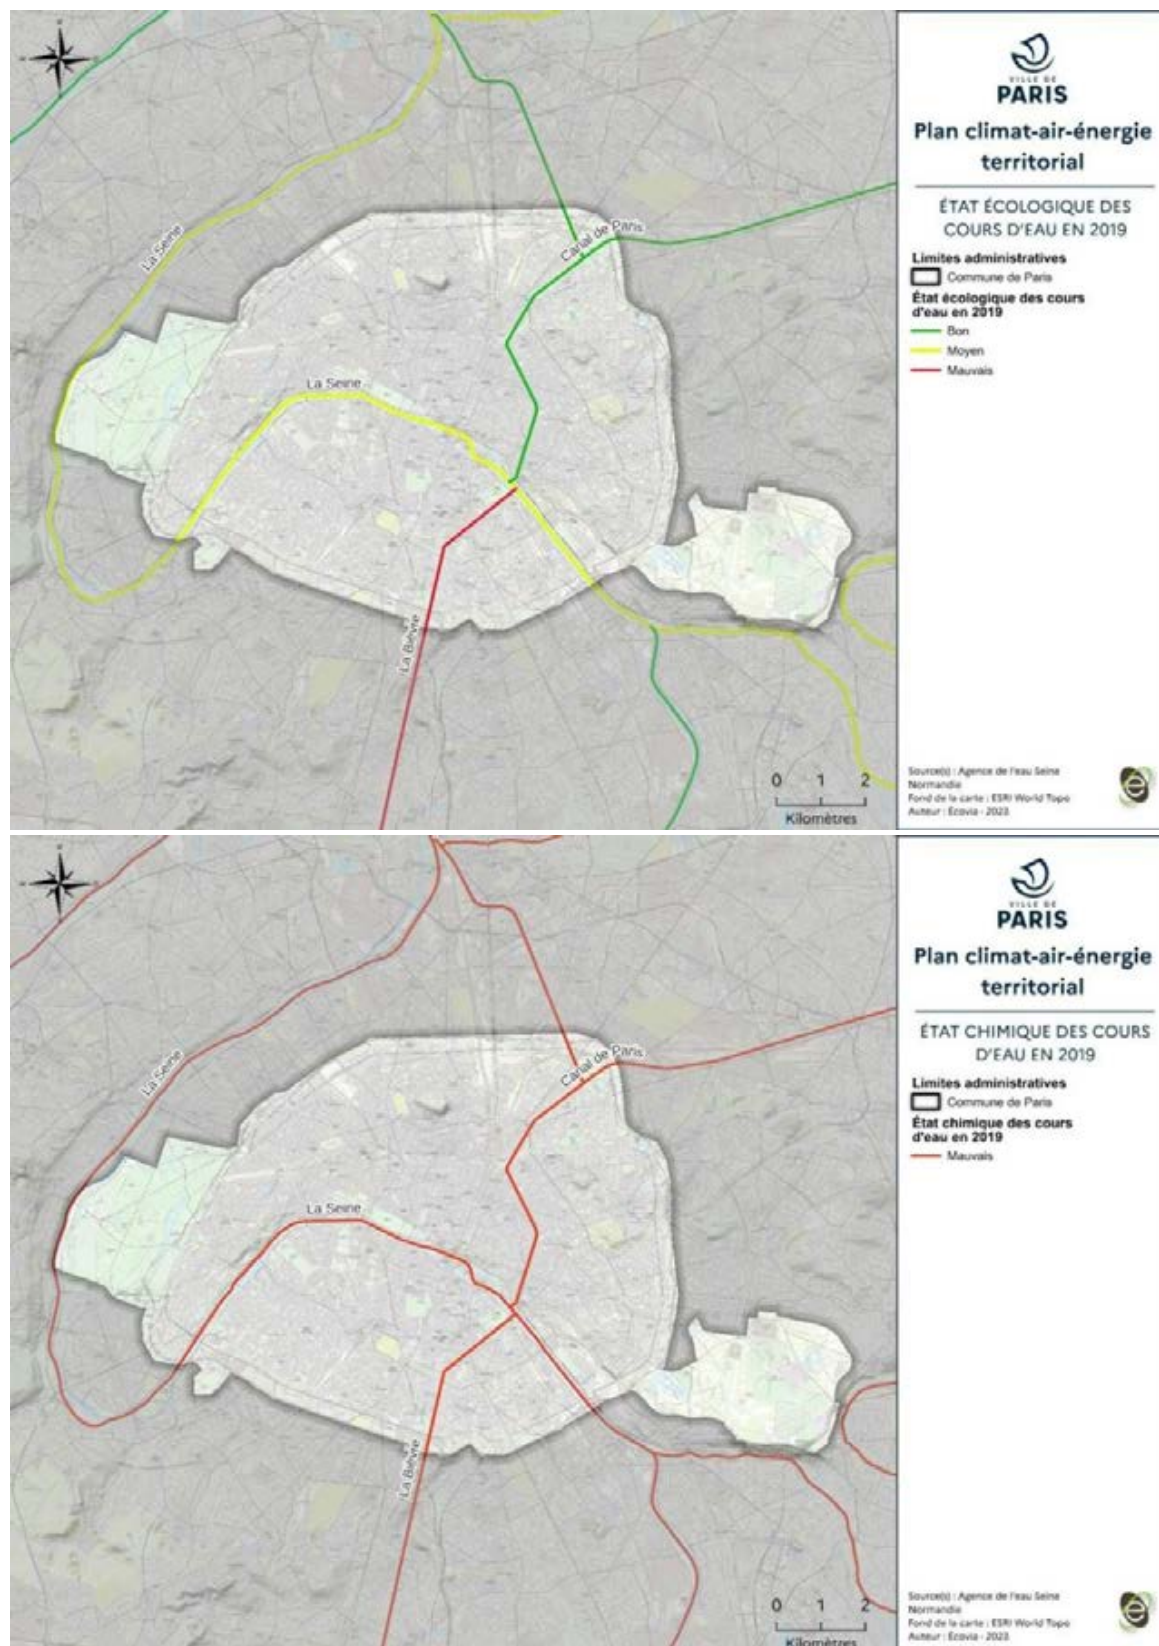 VILLE DE
PARIS
Plan climat-air-énergie
territorial
ÉTAT ÉCOLOGIQUE DES
COURS D'EAU EN 2019
Limites administratives
Commune de Paris
État écologique des cours
d'eau en 2019
Bon
Moyen
Mauvais
La Seine
Canal de Paris
La Seine
La Bièvre
0 1 2
Kilomètres
Source(s) : Agence de l'eau Seine
Normandie
Fond de la carte : ESRI World Topo
Auteur : Ecovia - 2023
VILLE DE
PARIS
Plan climat-air-énergie
territorial
ÉTAT CHIMIQUE DES COURS
D'EAU EN 2019
Limites administratives
Commune de Paris
État chimique des cours
d'eau en 2019
Mauvais
La Seine
Canal de Paris
La Seine
La Bièvre
0 1 2
Kilomètres
Source(s) : Agence de l'eau Seine
Normandie
Fond de la carte : ESRI World Topo
Auteur : Ecovia - 2023